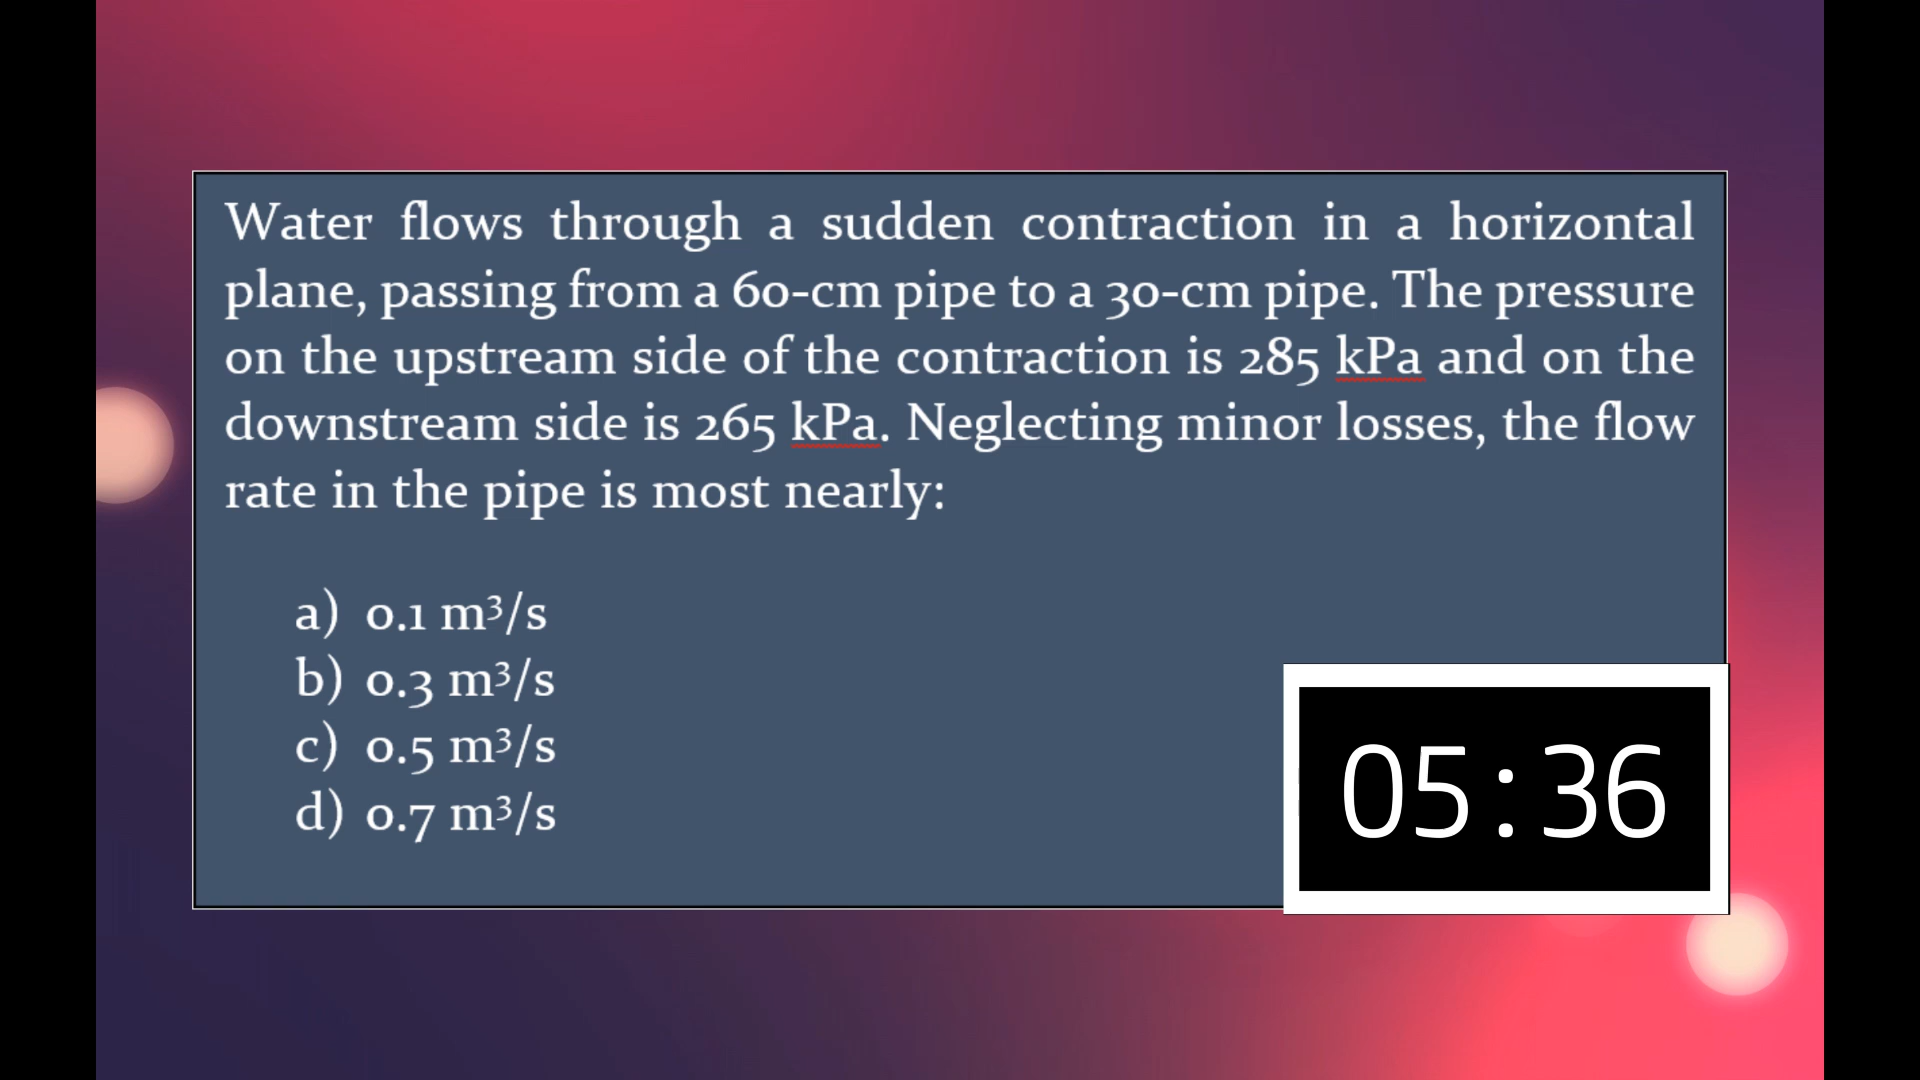 Water flows through a sudden contraction in a horizontal
plane, passing from a 60-cm pipe to a 30-cm pipe. The pressure
on the upstream side of the contraction is 285 kPa and on the
downstream side is 265 kPa. Neglecting minor losses, the flow
rate in the pipe is most nearly:
a) 0.1 m³/s
b) 0.3 m³/s
c) 0.5 m³/s
d) 0.7 m³/s
05:36